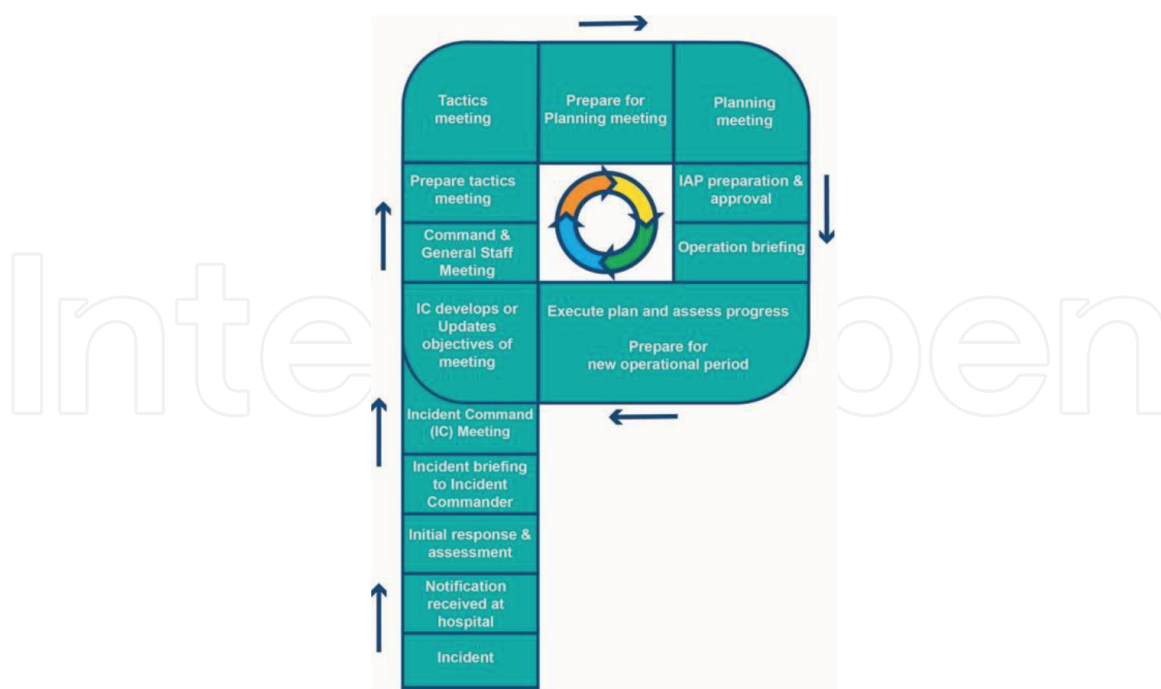 Tactics
meeting
Prepare for
Planning meeting
Planning
meeting
Prepare tactics
meeting
IAP preparation &
approval
Command &
General Staff
Meeting
Operation briefing
IC develops or
Updates
objectives of
meeting
Execute plan and assess progress
Prepare for
new operational period
Incident Command
(IC) Meeting
Incident briefing
to Incident
Commander
Initial response &
assessment
Notification
received at
hospital
Incident